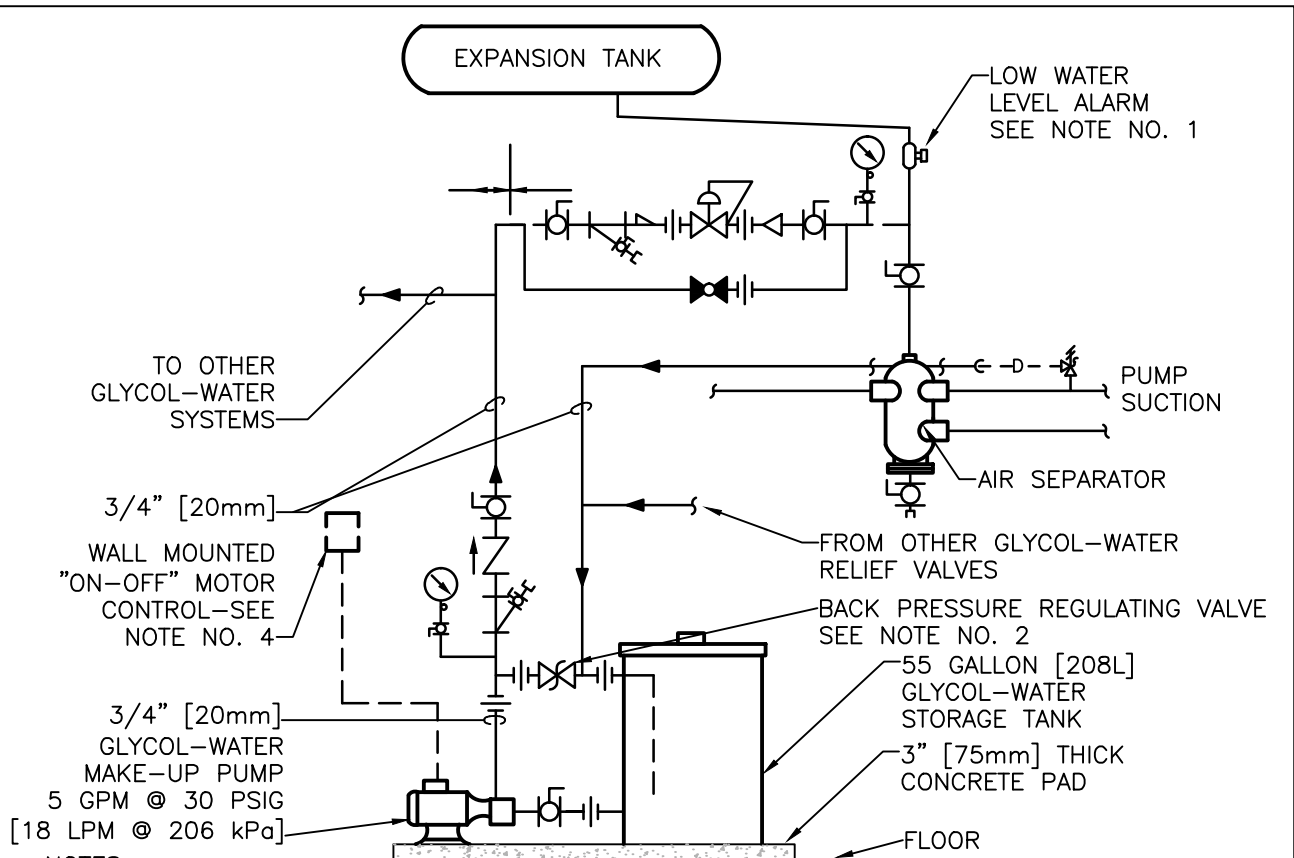 EXPANSION TANK
LOW WATER
LEVEL ALARM
SEE NOTE NO. 1
TO OTHER
GLYCOL-WATER
SYSTEMS
PUMP
SUCTION
AIR SEPARATOR
3/4" [20mm]
WALL MOUNTED
"ON-OFF" MOTOR
CONTROL-SEE
NOTE NO. 4
FROM OTHER GLYCOL-WATER
RELIEF VALVES
BACK PRESSURE REGULATING VALVE
SEE NOTE NO. 2
55 GALLON [208L]
GLYCOL-WATER
STORAGE TANK
3/4" [20mm]
GLYCOL-WATER
MAKE-UP PUMP
5 GPM @ 30 PSIG
[18 LPM @ 206 kPa]
3" [75mm] THICK
CONCRETE PAD
FLOOR